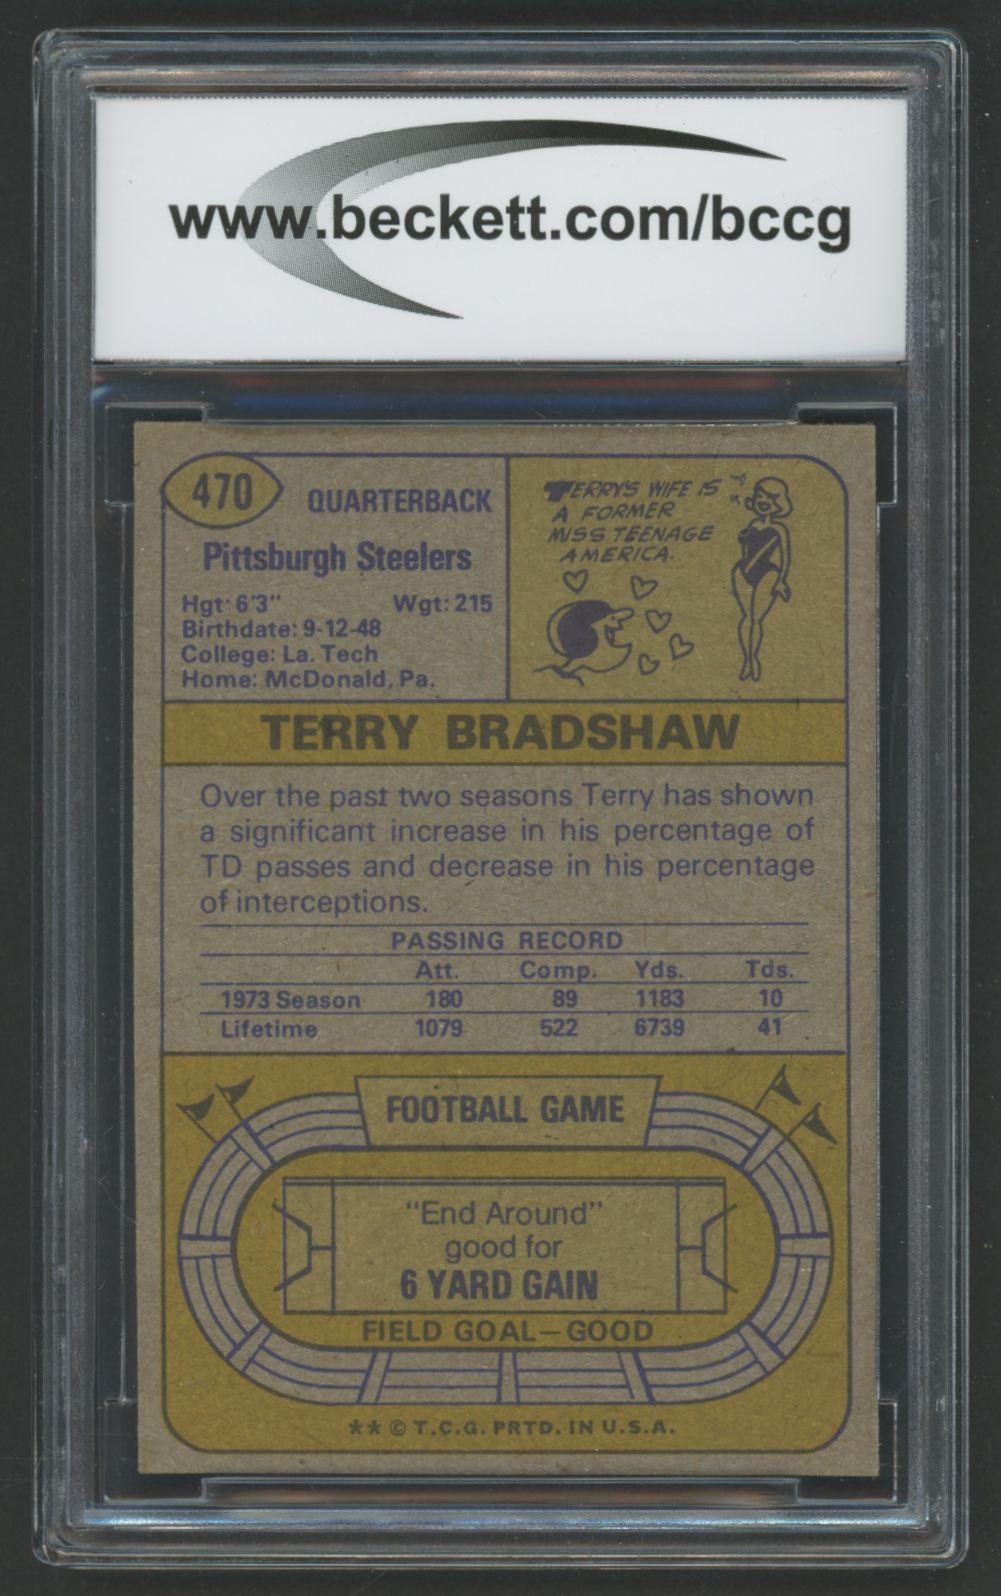 www.beckett.com/bccg
470
QUARTERBACK
Pittsburgh Steelers
Hgt: 6'3" Wgt: 215
Birthdate: 9-12-48
College: La. Tech
Home: McDonald, Pa.
TERRY'S WIFE IS
A FORMER
MISS TEENAGE
AMERICA.
TERRY BRADSHAW
Over the past two seasons Terry has shown
a significant increase in his percentage of
TD passes and decrease in his percentage
of interceptions.
PASSING RECORD
Att. Comp. Yds. Tds.
1973 Season 180 89 1183 10
Lifetime 1079 522 6739 41
FOOTBALL GAME
"End Around"
good for
6 YARD GAIN
FIELD GOAL—GOOD
** © T.C.G. PRTD. IN U.S.A.